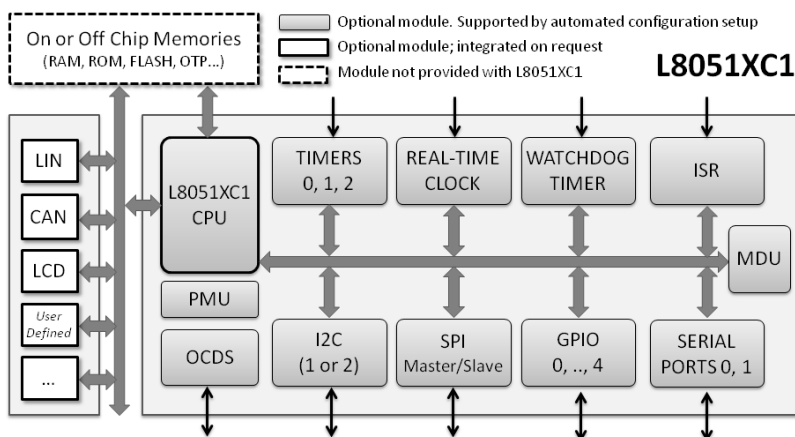 On or Off Chip Memories
(RAM, ROM, FLASH, OTP...)
Optional module. Supported by automated configuration setup
Optional module; integrated on request
Module not provided with L8051XC1
L8051XC1
LIN
CAN
LCD
User
Defined
...
L8051XC1
CPU
TIMERS
0, 1, 2
REAL-TIME
CLOCK
WATCHDOG
TIMER
ISR
MDU
PMU
OCDS
I2C
(1 or 2)
SPI
Master/Slave
GPIO
0, .., 4
SERIAL
PORTS 0, 1